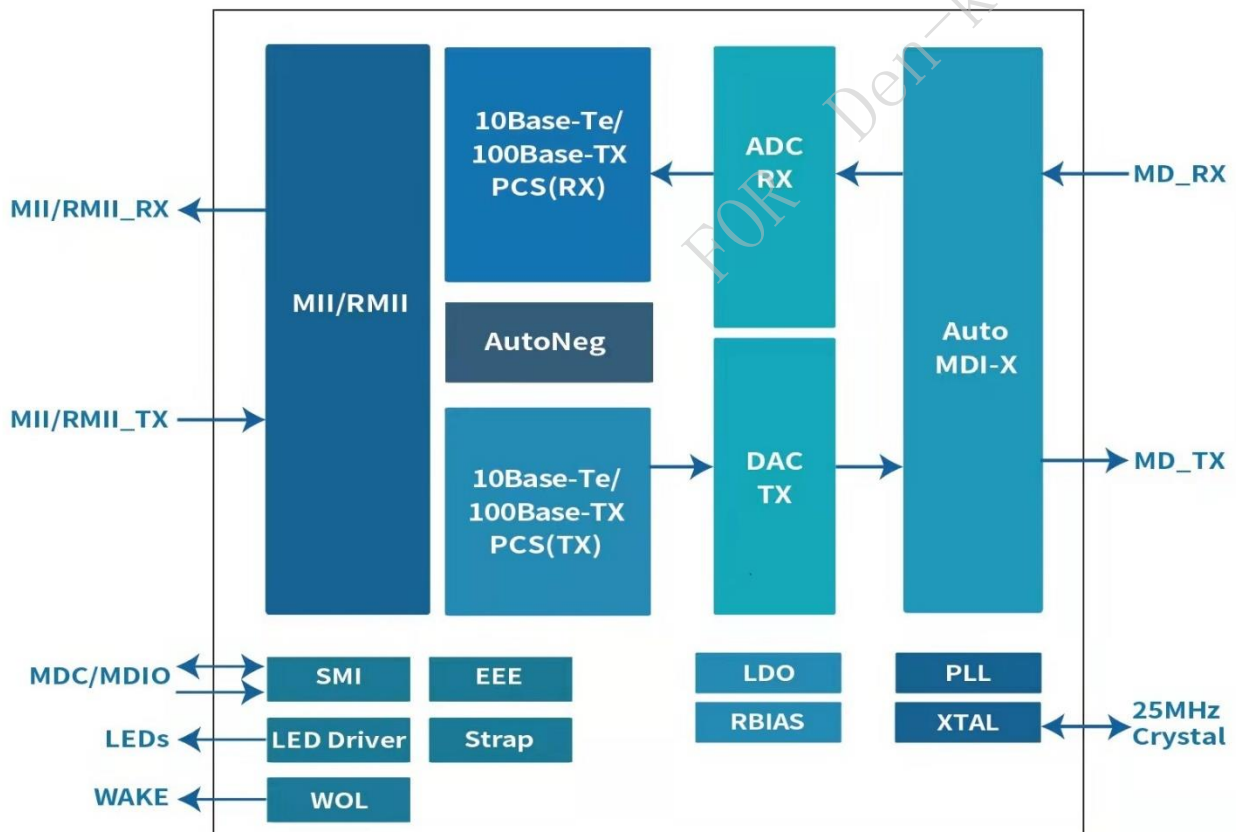 10Base-Te/
100Base-TX
PCS(RX)
ADC
RX
MD_RX
MII/RMII_RX
MII/RMII
AutoNeg
Auto
MDI-X
MII/RMII_TX
10Base-Te/
100Base-TX
PCS(TX)
DAC
TX
MD_TX
MDC/MDIO
SMI
EEE
LDO
PLL
LEDs
LED Driver
Strap
RBIAS
XTAL
25MHz
Crystal
WAKE
WOL
FOR Den-k